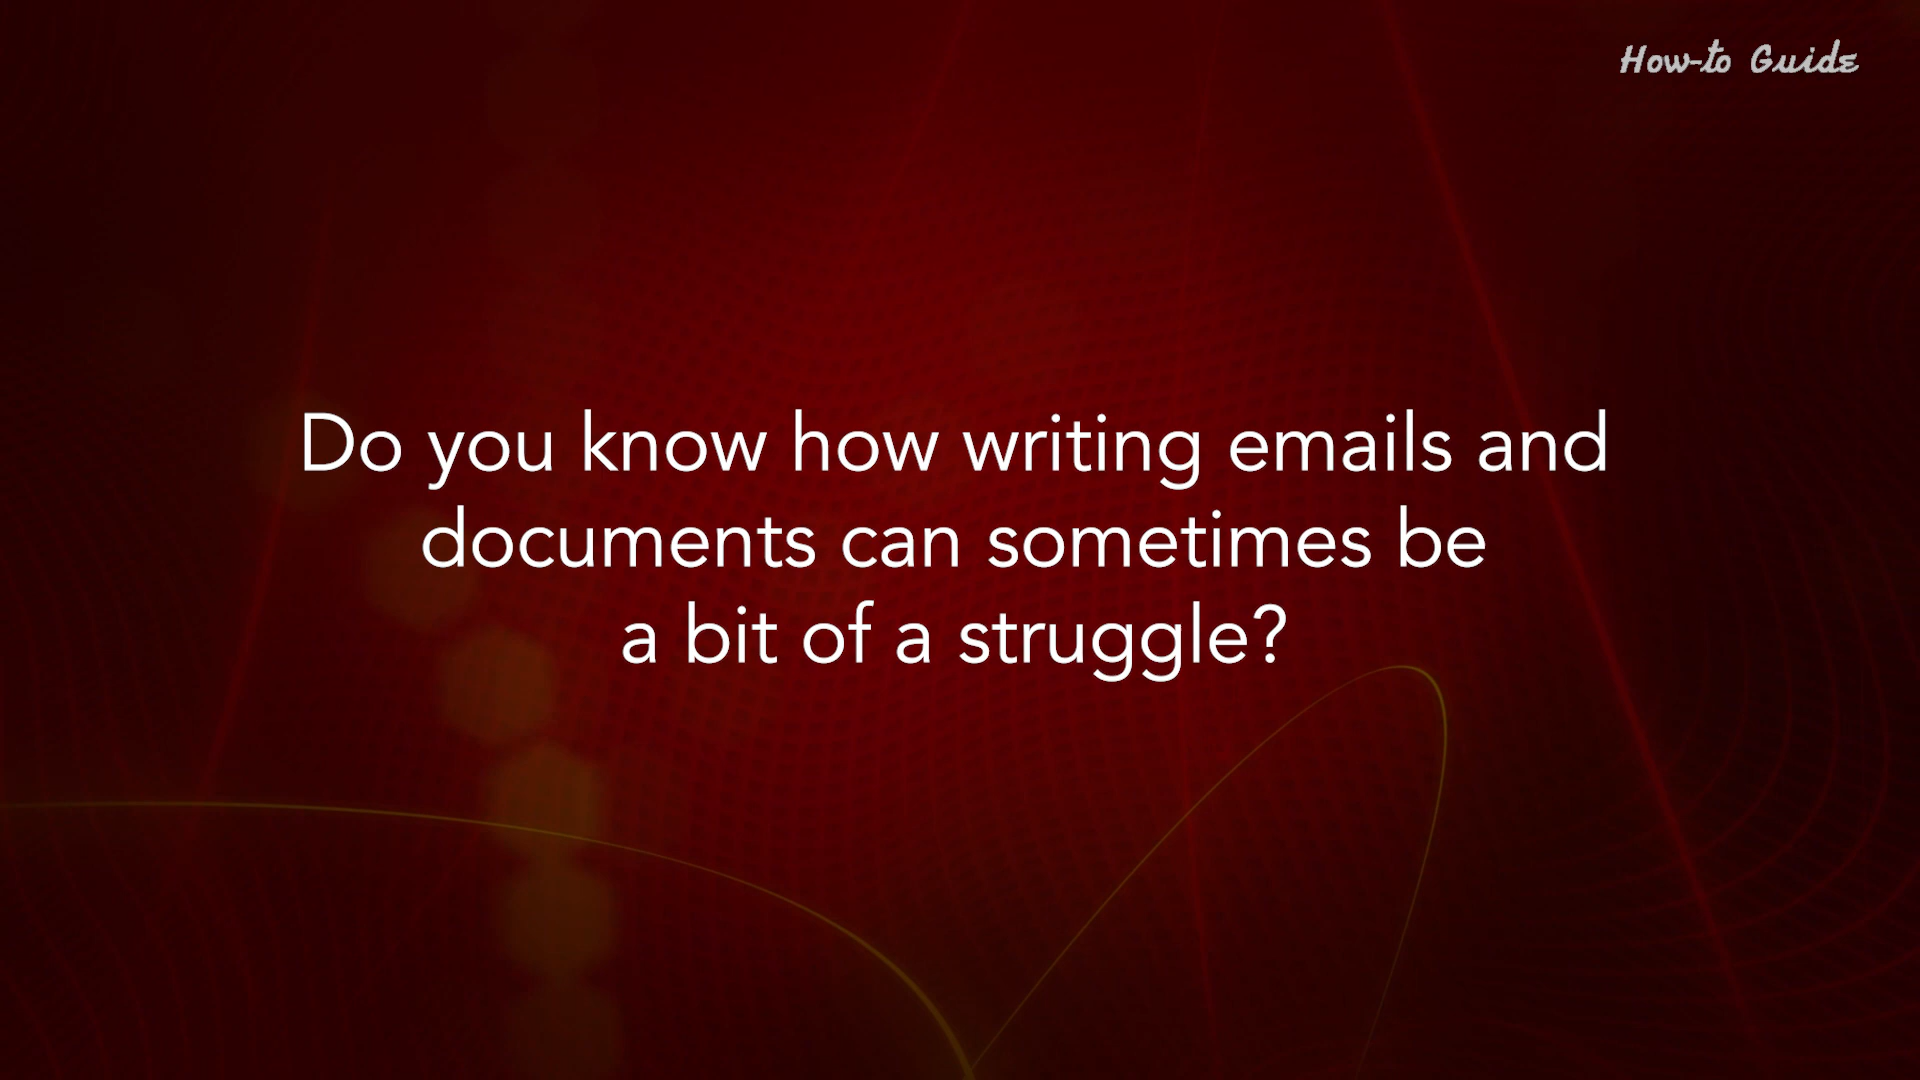 How-to Guide
Do you know how writing emails and
documents can sometimes be
a bit of a struggle?